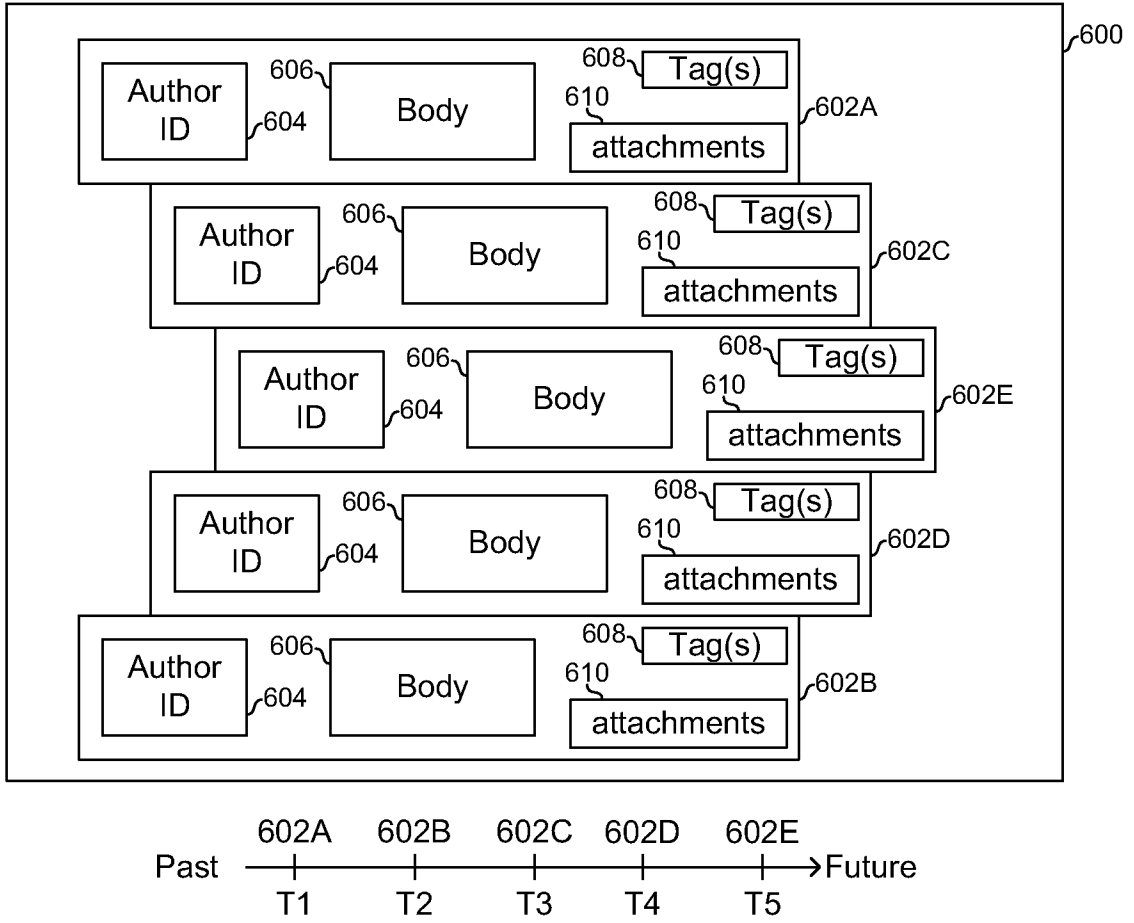 600
608 Tag(s)
Author ID 604 606 Body 610 attachments 602A
608 Tag(s)
Author ID 604 606 Body 610 attachments 602C
608 Tag(s)
Author ID 604 606 Body 610 attachments 602E
608 Tag(s)
Author ID 604 606 Body 610 attachments 602D
608 Tag(s)
Author ID 604 606 Body 610 attachments 602B
602A 602B 602C 602D 602E
Past Future
T1 T2 T3 T4 T5